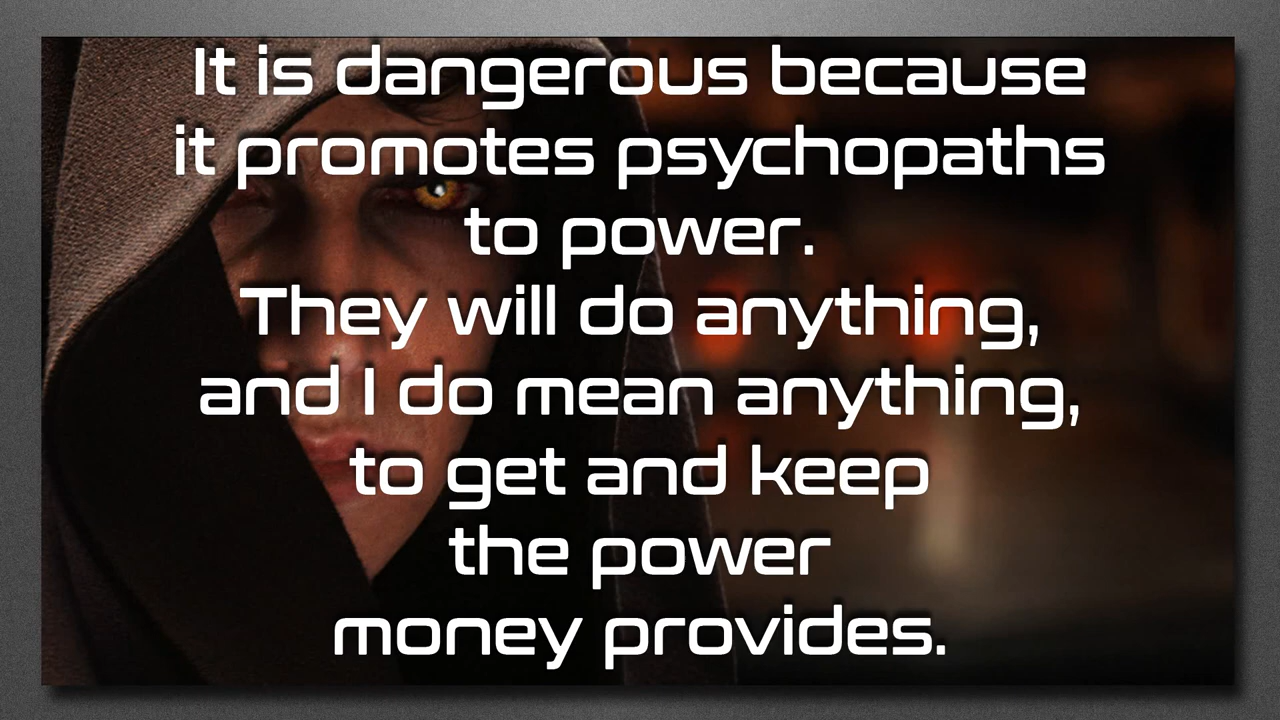 It is dangerous because
it promotes psychopaths
to power.
They will do anything,
and I do mean anything,
to get and keep
the power
money provides.